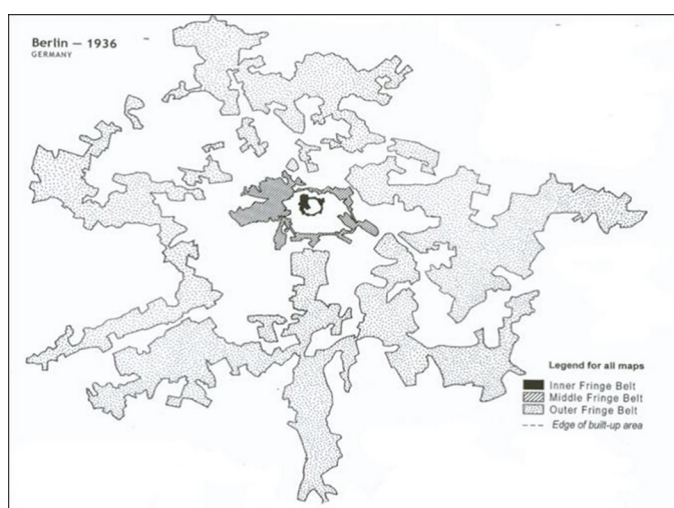 Berlin — 1936
GERMANY
Legend for all maps
Inner Fringe Belt
Middle Fringe Belt
Outer Fringe Belt
Edge of built-up area